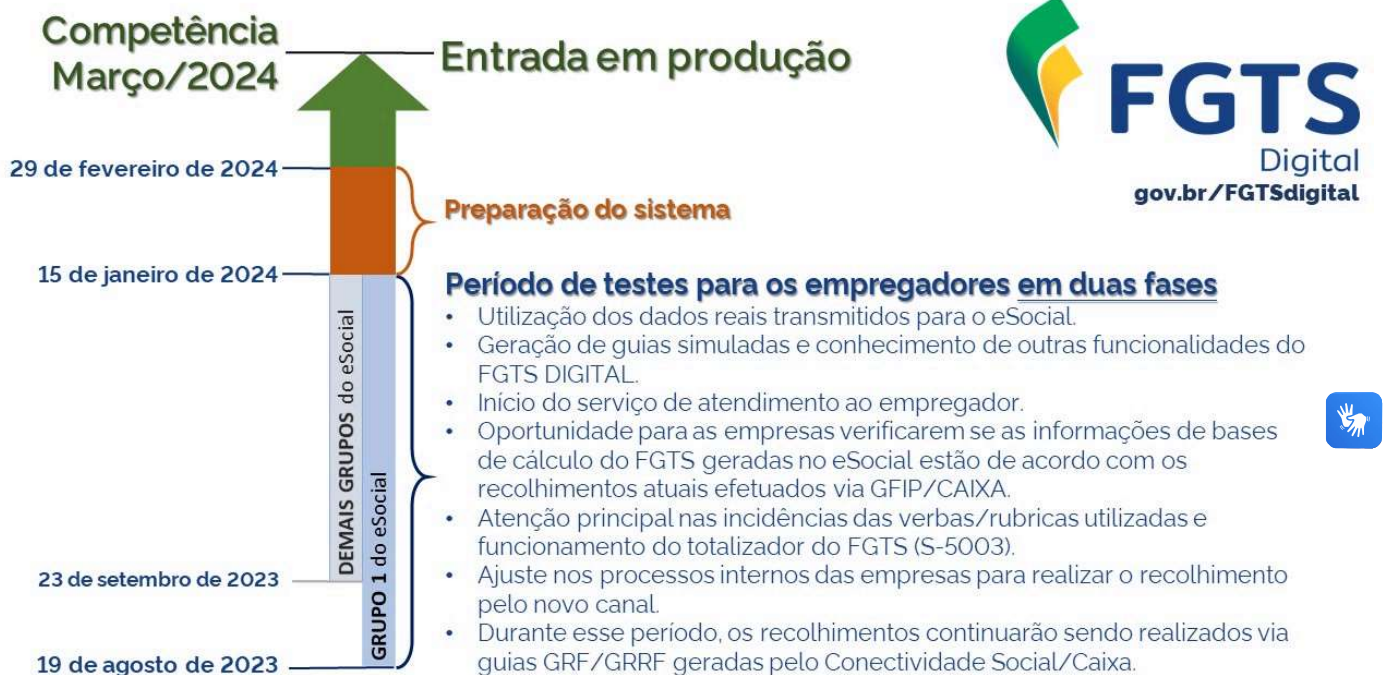 Competência
Março/2024
Entrada em produção
FGTS
Digital
gov.br/FGTSdigital
29 de fevereiro de 2024
Preparação do sistema
15 de janeiro de 2024
Período de testes para os empregadores em duas fases
• Utilização dos dados reais transmitidos para o eSocial.
• Geração de guias simuladas e conhecimento de outras funcionalidades do
FGTS DIGITAL.
• Início do serviço de atendimento ao empregador.
• Oportunidade para as empresas verificarem se as informações de bases
de cálculo do FGTS geradas no eSocial estão de acordo com os
recolhimentos atuais efetuados via GFIP/CAIXA.
• Atenção principal nas incidências das verbas/rubricas utilizadas e
funcionamento do totalizador do FGTS (S-5003).
• Ajuste nos processos internos das empresas para realizar o recolhimento
pelo novo canal.
• Durante esse período, os recolhimentos continuarão sendo realizados via
guias GRF/GRRF geradas pelo Conectividade Social/Caixa.
DEMAIS GRUPOS do eSocial
GRUPO 1 do eSocial
23 de setembro de 2023
19 de agosto de 2023